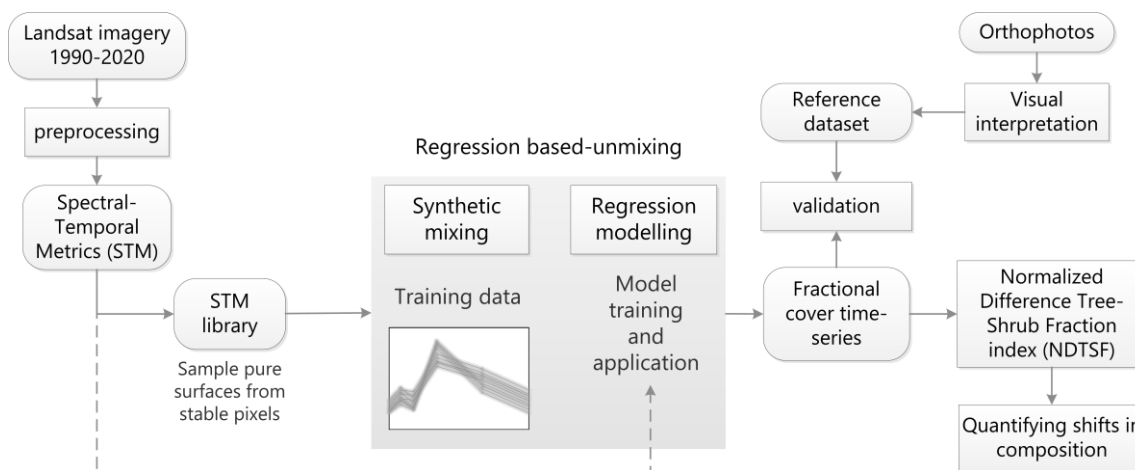 Landsat imagery
1990-2020
preprocessing
Spectral-
Temporal
Metrics (STM)
STM
library
Sample pure
surfaces from
stable pixels
Regression based-unmixing
Synthetic
mixing
Training data
Regression
modelling
Model
training
and
application
Orthophotos
Visual
interpretation
Reference
dataset
validation
Fractional
cover time-
series
Normalized
Difference Tree-
Shrub Fraction
index (NDTSF)
Quantifying shifts in
composition